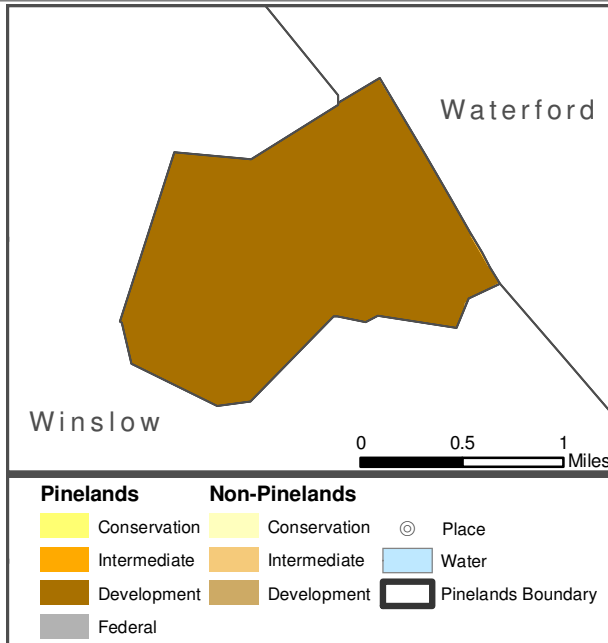 Waterford
Winslow
0 0.5 1
Miles
Pinelands Non-Pinelands
Conservation Conservation Place
Intermediate Intermediate Water
Development Development Pinelands Boundary
Federal